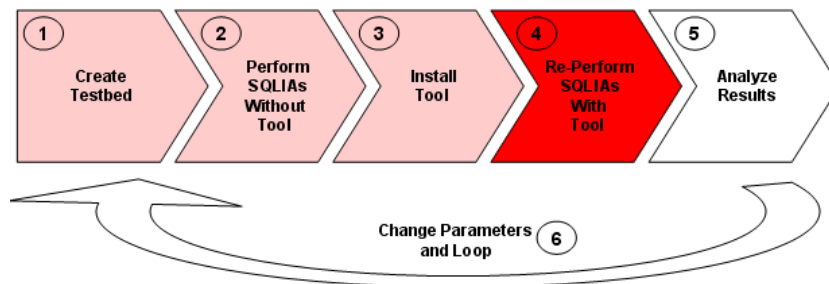 1
Create
Testbed
2
Perform
SQLIAs
Without
Tool
3
Install
Tool
4
Re-Perform
SQLIAs
With
Tool
5
Analyze
Results
Change Parameters
and Loop
6